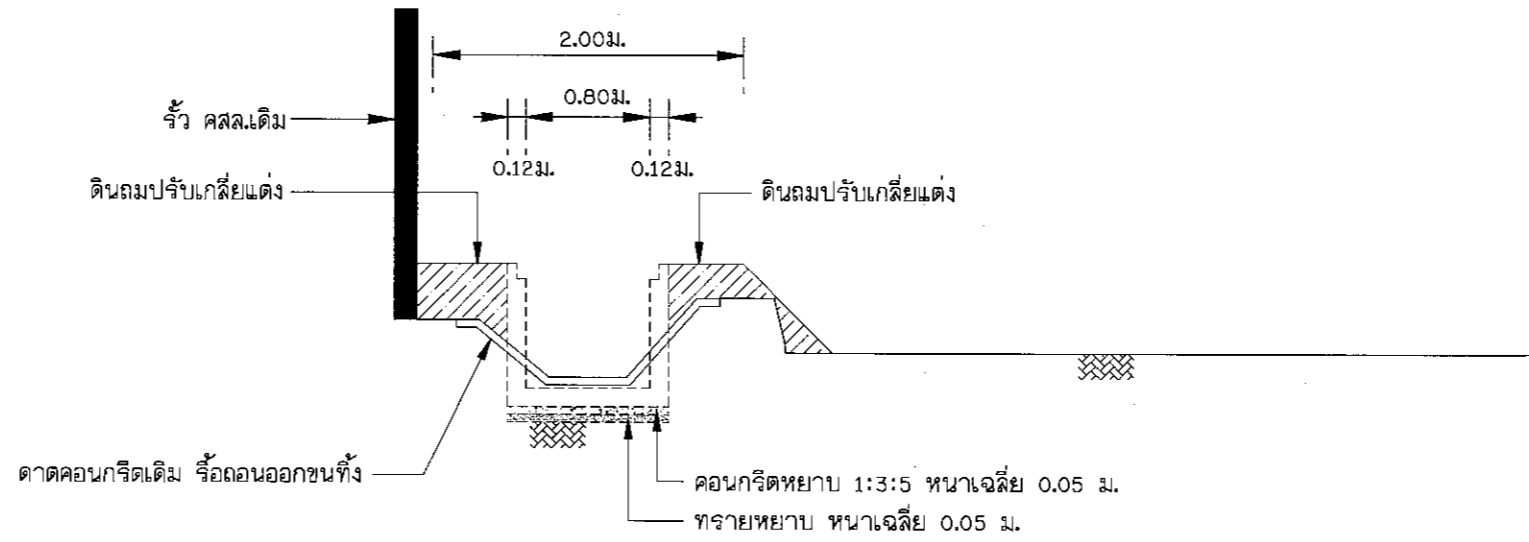 2.00ม.
0.80ม.
รั้ว คสล.เดิม
0.12ม. 0.12ม.
ดินถมปรับเกลี่ยแต่ง
ดินถมปรับเกลี่ยแต่ง
ดาดคอนกรีตเดิม รื้อถอนออกขนทิ้ง
คอนกรีตหยาบ 1:3:5 หนาเฉลี่ย 0.05 ม.
ทรายหยาบ หนาเฉลี่ย 0.05 ม.